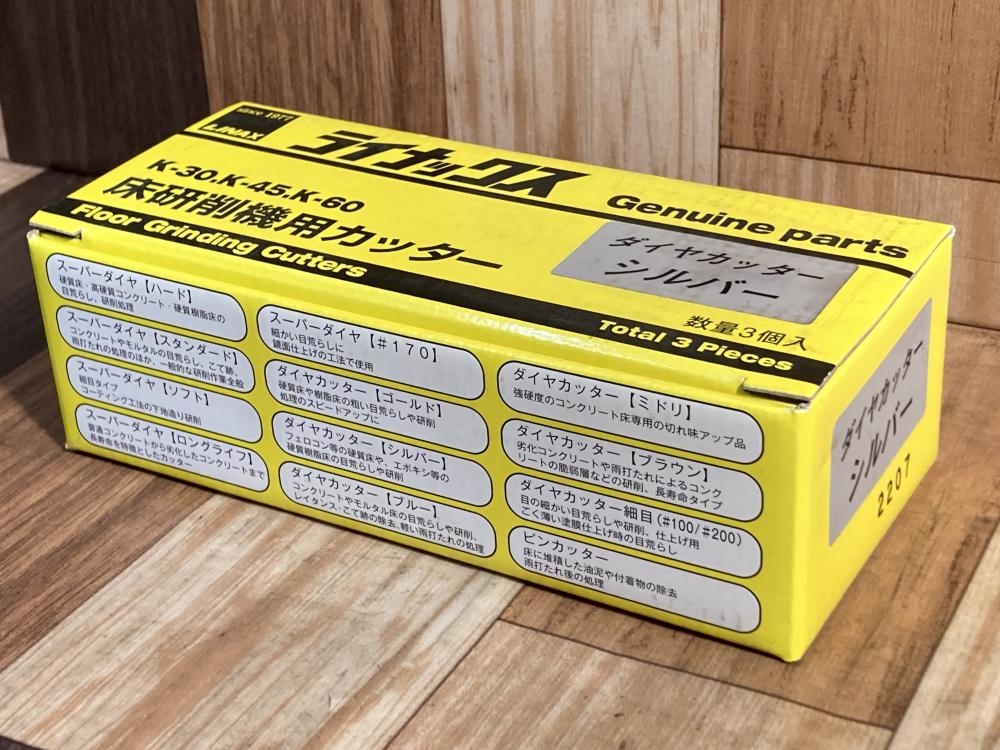 since 1977
LINAX
ライナックス
Genuine parts
K-30.K-45.K-60
床研削機用カッター
Floor Grinding Cutters
ダイヤカッター
シルバー
数量3個入
Total 3 Pieces
スーパーダイヤ【ハード】
硬質床・高硬質コンクリート・硬質樹脂床の
目荒らし、研削処理
スーパーダイヤ【スタンダード】
コンクリートやモルタルの目荒らし、こて跡、
雨打たれの処理のほか、一般的な研削作業全般
スーパーダイヤ【ソフト】
細目タイプ
コーティング工法の下地造り研削
スーパーダイヤ【ロングライフ】
普通コンクリートから劣化したコンクリートまで
長寿命を特徴としたカッター
スーパーダイヤ【#170】
細かい目荒らしに
鏡面仕上げの工法で使用
ダイヤカッター【ゴールド】
硬質床や樹脂床の粗い目荒らしや研削
処理のスピードアップに
ダイヤカッター【シルバー】
フェロコン等の硬質床や、エポキシ等の
硬質樹脂床の目荒らしや研削
ダイヤカッター【ブルー】
コンクリートやモルタル床の目荒らしや研削、
レイタンス・こて跡の除去、軽い雨打たれの処理
ダイヤカッター【ミドリ】
強硬度のコンクリート床専用の切れ味アップ品
ダイヤカッター【ブラウン】
劣化コンクリートや雨打たれによるコンク
リートの脆弱層などの研削、長寿命タイプ
ダイヤカッター細目(#100/#200)
目の細かい目荒らしや研削、仕上げ用
ごく薄い塗膜仕上げ時の目荒らし
ピンカッター
床に堆積した油泥や付着物の除去
雨打たれ後の処理
ダイヤカッター
シルバー
2207